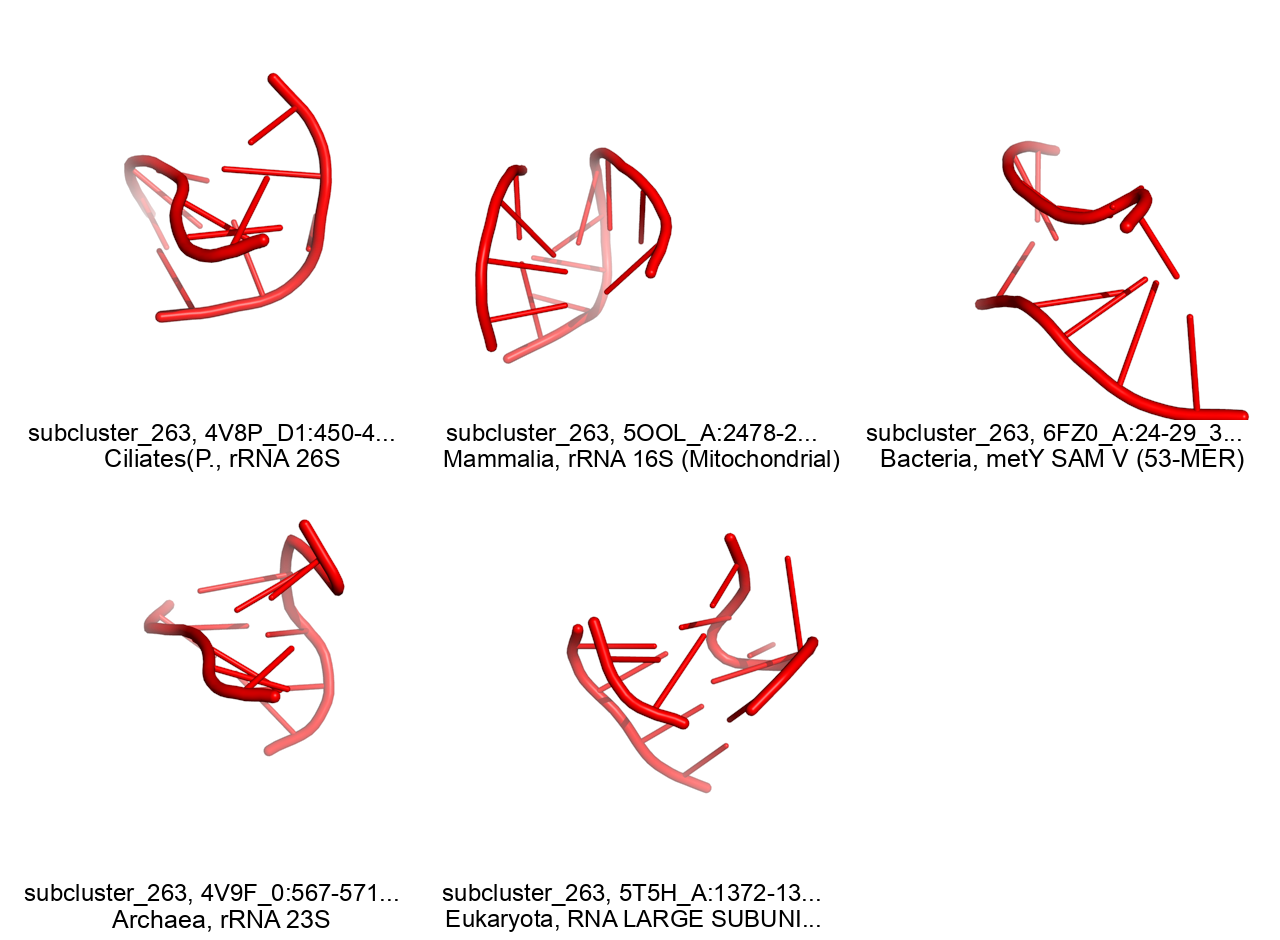 subcluster_263, 4V8P_D1:450-4...
Ciliates(P., rRNA 26S
subcluster_263, 5OOL_A:2478-2...
Mammalia, rRNA 16S (Mitochondrial)
subcluster_263, 6FZ0_A:24-29_3...
Bacteria, metY SAM V (53-MER)
subcluster_263, 4V9F_0:567-571...
Archaea, rRNA 23S
subcluster_263, 5T5H_A:1372-13...
Eukaryota, RNA LARGE SUBUNI...